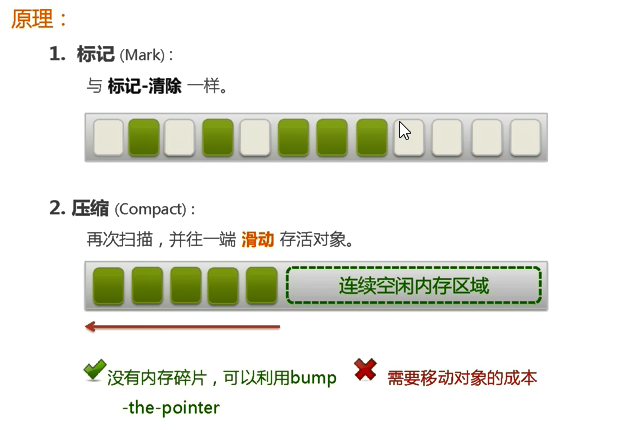 原理：
1. 标记 (Mark) :
与 标记-清除 一样。
2. 压缩 (Compact) :
再次扫描，并往一端 滑动 存活对象。
连续空闲内存区域
没有内存碎片，可以利用bump 需要移动对象的成本
-the-pointer